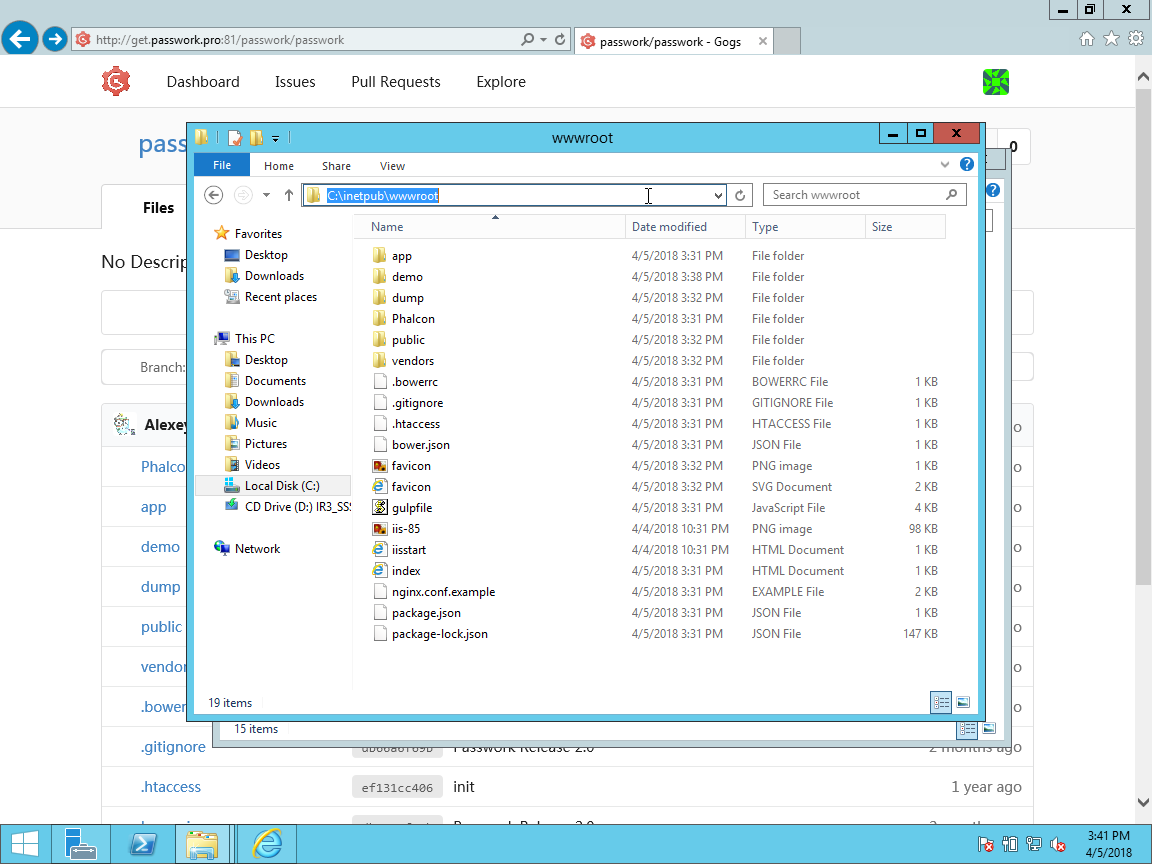 http://get.passwork.pro:81/passwork/passwork
passwork/passwork - Gogs
Dashboard Issues Pull Requests Explore
passw
0
wwwroot
File Home Share View
C:\inetpub\wwwroot
Search wwwroot
Files
Name Date modified Type Size
Favorites
Desktop
Downloads
Recent places
This PC
Desktop
Documents
Downloads
Music
Pictures
Videos
Local Disk (C:)
CD Drive (D:) IR3_SS
Network
app 4/5/2018 3:31 PM File folder
demo 4/5/2018 3:38 PM File folder
dump 4/5/2018 3:32 PM File folder
Phalcon 4/5/2018 3:31 PM File folder
public 4/5/2018 3:32 PM File folder
vendors 4/5/2018 3:32 PM File folder
.bowerrc 4/5/2018 3:31 PM BOWERRC File 1 KB
.gitignore 4/5/2018 3:31 PM GITIGNORE File 1 KB
.htaccess 4/5/2018 3:31 PM HTACCESS File 1 KB
bower.json 4/5/2018 3:31 PM JSON File 1 KB
favicon 4/5/2018 3:32 PM PNG image 1 KB
favicon 4/5/2018 3:32 PM SVG Document 2 KB
gulpfile 4/5/2018 3:31 PM JavaScript File 4 KB
iis-85 4/4/2018 10:31 PM PNG image 98 KB
iisstart 4/4/2018 10:31 PM HTML Document 1 KB
index 4/5/2018 3:31 PM HTML Document 1 KB
nginx.conf.example 4/5/2018 3:31 PM EXAMPLE File 2 KB
package.json 4/5/2018 3:31 PM JSON File 1 KB
package-lock.json 4/5/2018 3:31 PM JSON File 147 KB
19 items
15 items
No Descrip
Branch:
Alexey
Phalco
app
demo
dump
public
vendor
.bower
.gitignore Passwork Release 2.0 2 months ago
.htaccess ef131cc406 init 1 year ago
3:41 PM
4/5/2018